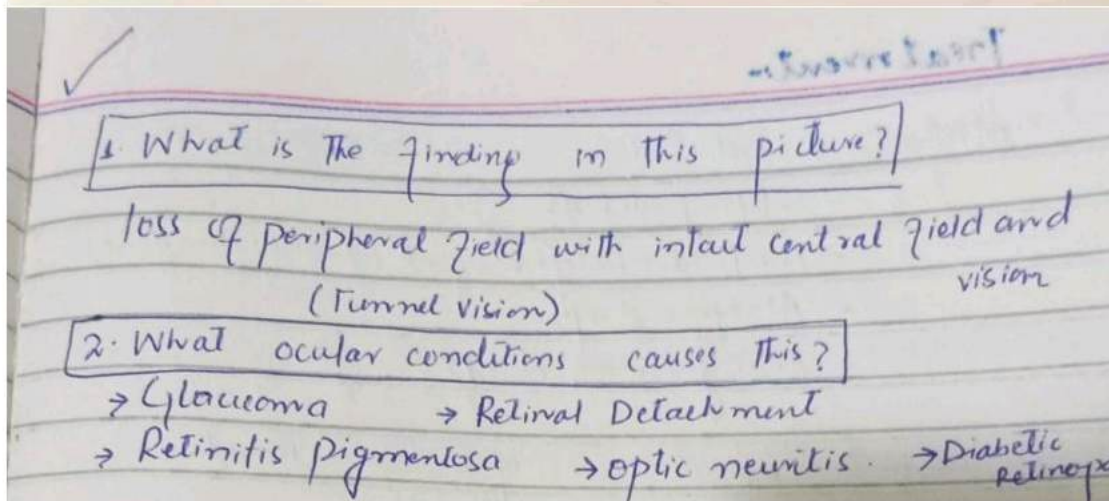 1. What is The finding in this picture?
loss of peripheral field with intact central field and
vision
(Tunnel Vision)
2. What ocular conditions causes This?
→ Glaucoma → Retinal Detachment
→ Retinitis Pigmentosa → optic neuritis. → Diabetic
Retinop